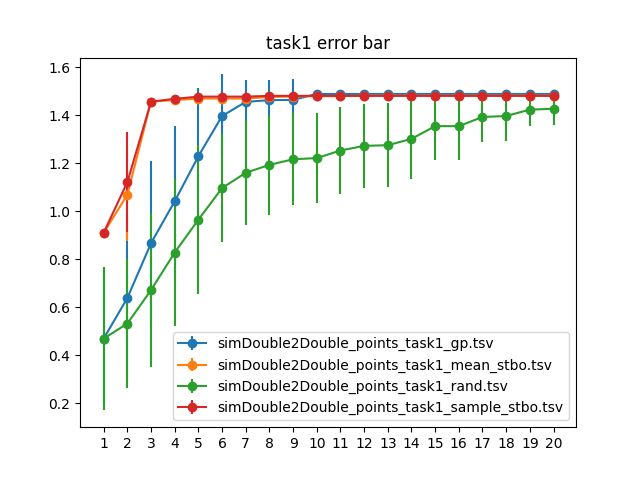 task1 error bar
1.6
1.4
1.2
1.0
0.8
0.6
0.4
0.2
simDouble2Double_points_task1_gp.tsv
simDouble2Double_points_task1_mean_stbo.tsv
simDouble2Double_points_task1_rand.tsv
simDouble2Double_points_task1_sample_stbo.tsv
1 2 3 4 5 6 7 8 9 10 11 12 13 14 15 16 17 18 19 20